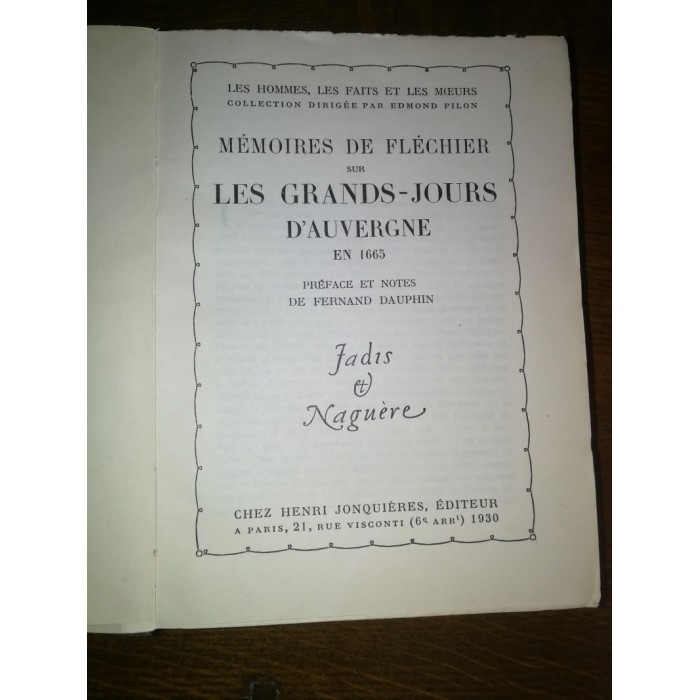 LES HOMMES, LES FAITS ET LES MŒURS
COLLECTION DIRIGÉE PAR EDMOND PILON
MÉMOIRES DE FLÉCHIER
SUR
LES GRANDS-JOURS
D'AUVERGNE
EN 1665
PRÉFACE ET NOTES
DE FERNAND DAUPHIN
Jadis
&
Naguère
CHEZ HENRI JONQUIÈRES, ÉDITEUR
A PARIS, 21, RUE VISCONTI (6e ARRt) 1930